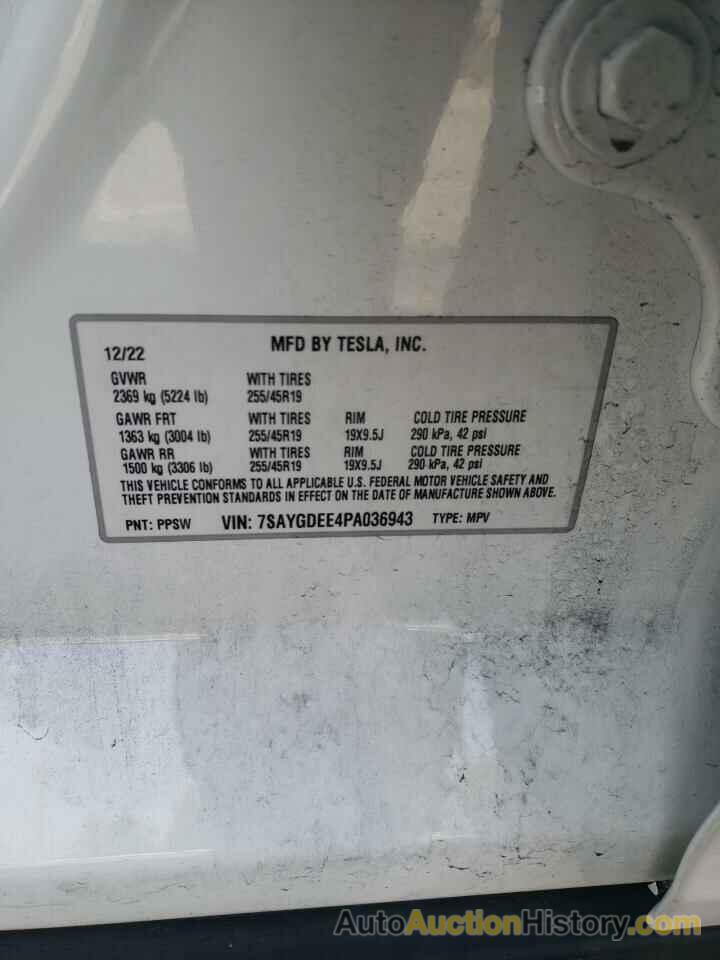 12/22 MFD BY TESLA, INC.
GVWR WITH TIRES
2369 kg (5224 lb) 255/45R19
GAWR FRT WITH TIRES RIM COLD TIRE PRESSURE
1363 kg (3004 lb) 255/45R19 19X9.5J 290 kPa, 42 psi
GAWR RR WITH TIRES RIM COLD TIRE PRESSURE
1500 kg (3306 lb) 255/45R19 19X9.5J 290 kPa, 42 psi
THIS VEHICLE CONFORMS TO ALL APPLICABLE U.S. FEDERAL MOTOR VEHICLE SAFETY AND
THEFT PREVENTION STANDARDS IN EFFECT ON THE DATE OF MANUFACTURING SHOWN ABOVE.
PNT: PPSW VIN: 7SAYGDEE4PA036943 TYPE: MPV
AutoAuctionHistory.com